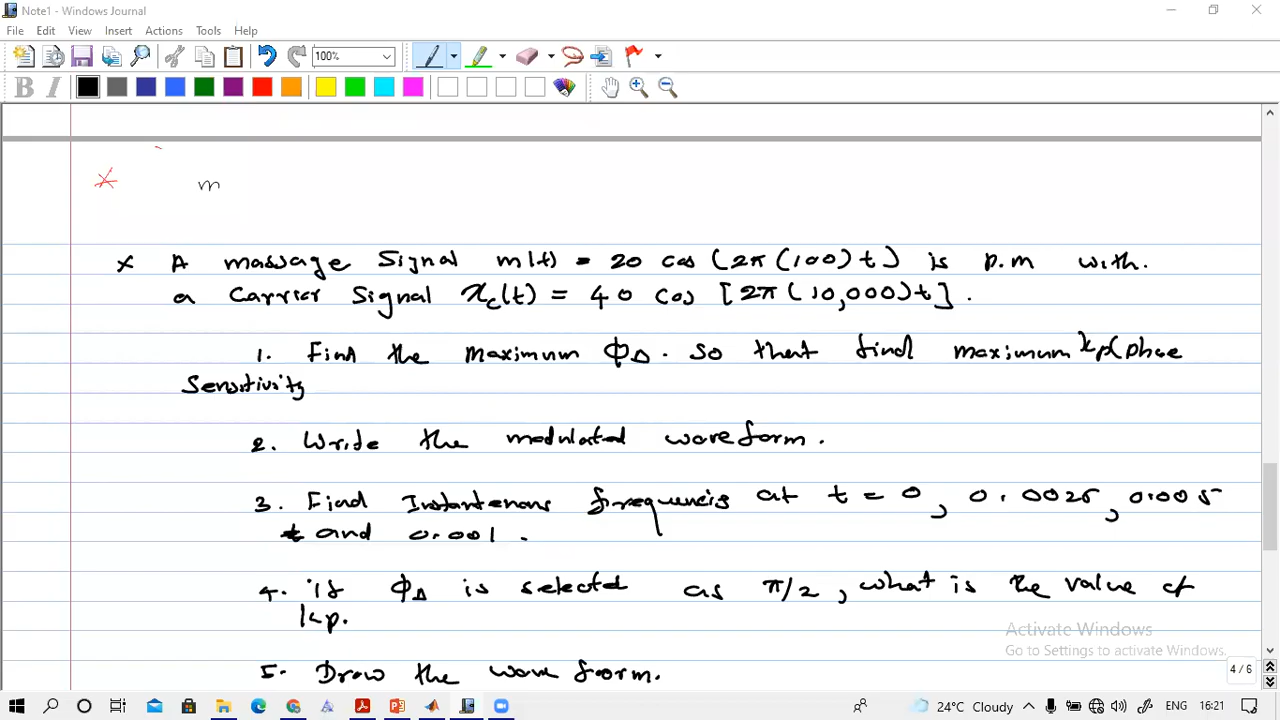 Note1 - Windows Journal
File Edit View Insert Actions Tools Help
100%
B I
* m
x A massage Signal m(t) = 20 cos (2π (100) t) is p.m with.
a Carrier Signal xc(t) = 40 cos [2π (10,000)t].
1. Find the maximum ΦΔ. So that find maximum kp(phase
Sensitivity
2. Write the modulated waveform.
3. Find Instantenous frequencis at t = 0, 0.0025, 0.005
and 0.001.
4. if ΦΔ is selected as π/2, what is the value of
kp.
5. Draw the wave form.
Activate Windows
Go to Settings to activate Windows.
4 / 6
24°C Cloudy ENG 16:21